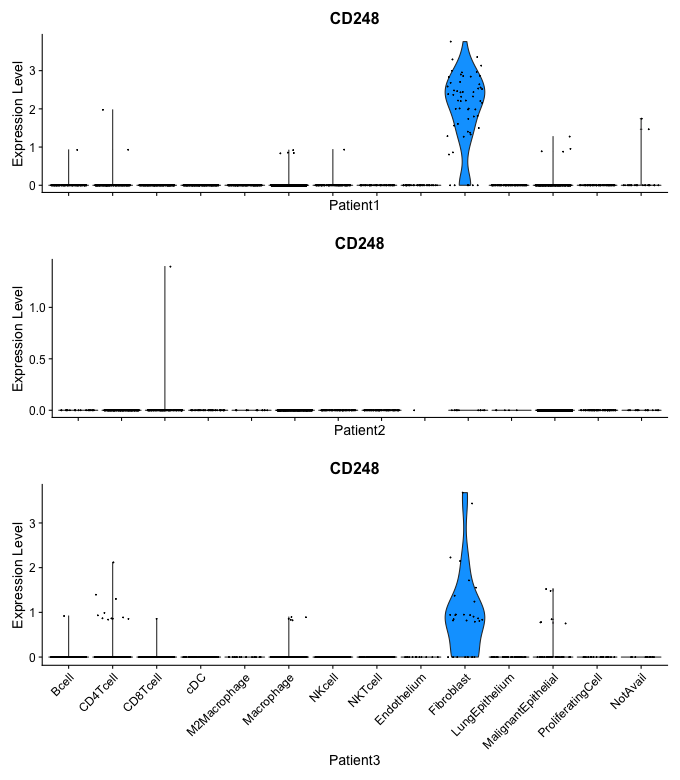 CD248
Expression Level
3
2
1
0
Patient1
CD248
Expression Level
1.0
0.5
0.0
Patient2
CD248
Expression Level
3
2
1
0
Bcell
CD4Tcell
CD8Tcell
cDC
M2Macrophage
Macrophage
NKcell
NKTcell
Endothelium
Fibroblast
LungEpithelium
MalignantEpithelial
ProliferatingCell
NotAvail
Patient3